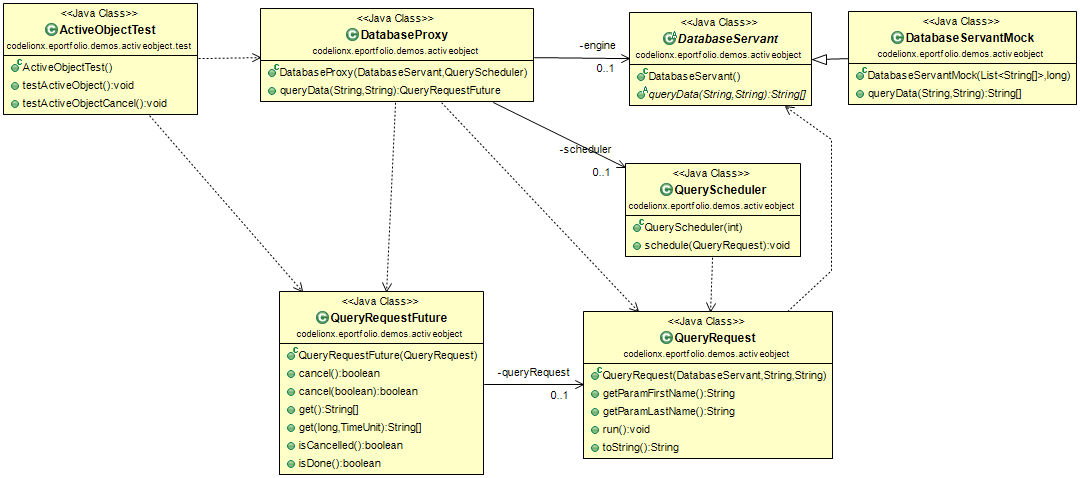 <<Java Class>>
ActiveObjectTest
codelionx.eportfolio.demos.activeobject.test
ActiveObjectTest()
testActiveObject():void
testActiveObjectCancel():void
<<Java Class>>
DatabaseProxy
codelionx.eportfolio.demos.activeobject
DatabaseProxy(DatabaseServant,QueryScheduler)
queryData(String,String):QueryRequestFuture
-engine
0..1
<<Java Class>>
DatabaseServant
codelionx.eportfolio.demos.activeobject
DatabaseServant()
queryData(String,String):String[]
<<Java Class>>
DatabaseServantMock
codelionx.eportfolio.demos.activeobject
DatabaseServantMock(List<String[]>,long)
queryData(String,String):String[]
-scheduler
0..1
<<Java Class>>
QueryScheduler
codelionx.eportfolio.demos.activeobject
QueryScheduler(int)
schedule(QueryRequest):void
<<Java Class>>
QueryRequestFuture
codelionx.eportfolio.demos.activeobject
QueryRequestFuture(QueryRequest)
cancel():boolean
cancel(boolean):boolean
get():String[]
get(long,TimeUnit):String[]
isCancelled():boolean
isDone():boolean
-queryRequest
0..1
<<Java Class>>
QueryRequest
codelionx.eportfolio.demos.activeobject
QueryRequest(DatabaseServant,String,String)
getParamFirstName():String
getParamLastName():String
run():void
toString():String